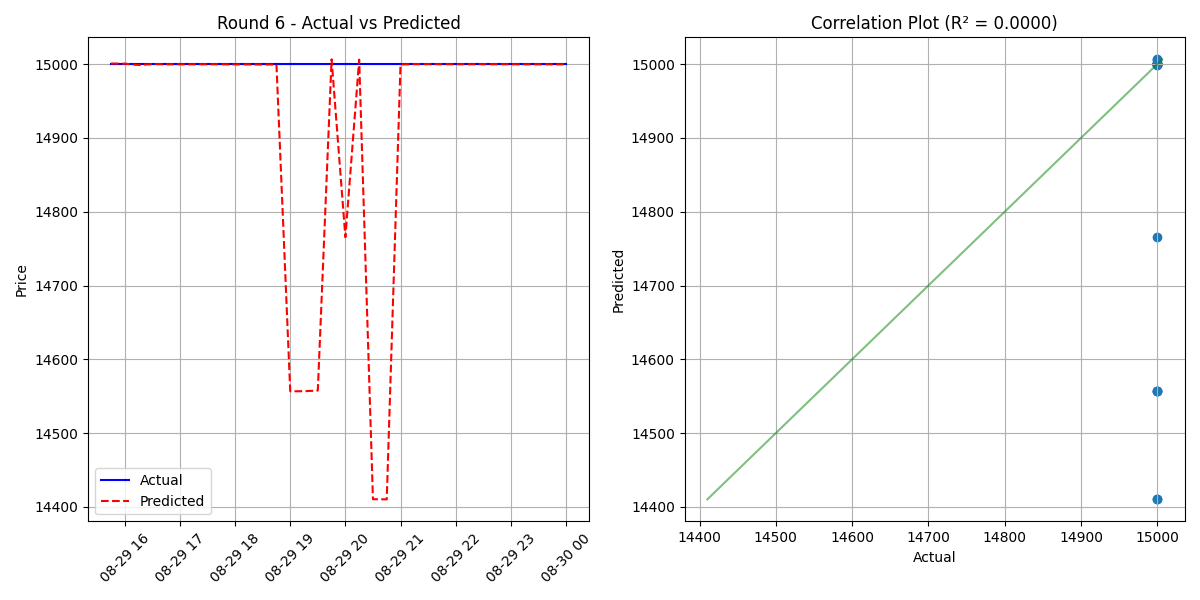 Round 6 - Actual vs Predicted
Price
15000
14900
14800
14700
14600
14500
14400
Actual
Predicted
08-29 16
08-29 17
08-29 18
08-29 19
08-29 20
08-29 21
08-29 22
08-29 23
08-30 00
Correlation Plot (R² = 0.0000)
Predicted
15000
14900
14800
14700
14600
14500
14400
14400 14500 14600 14700 14800 14900 15000
Actual